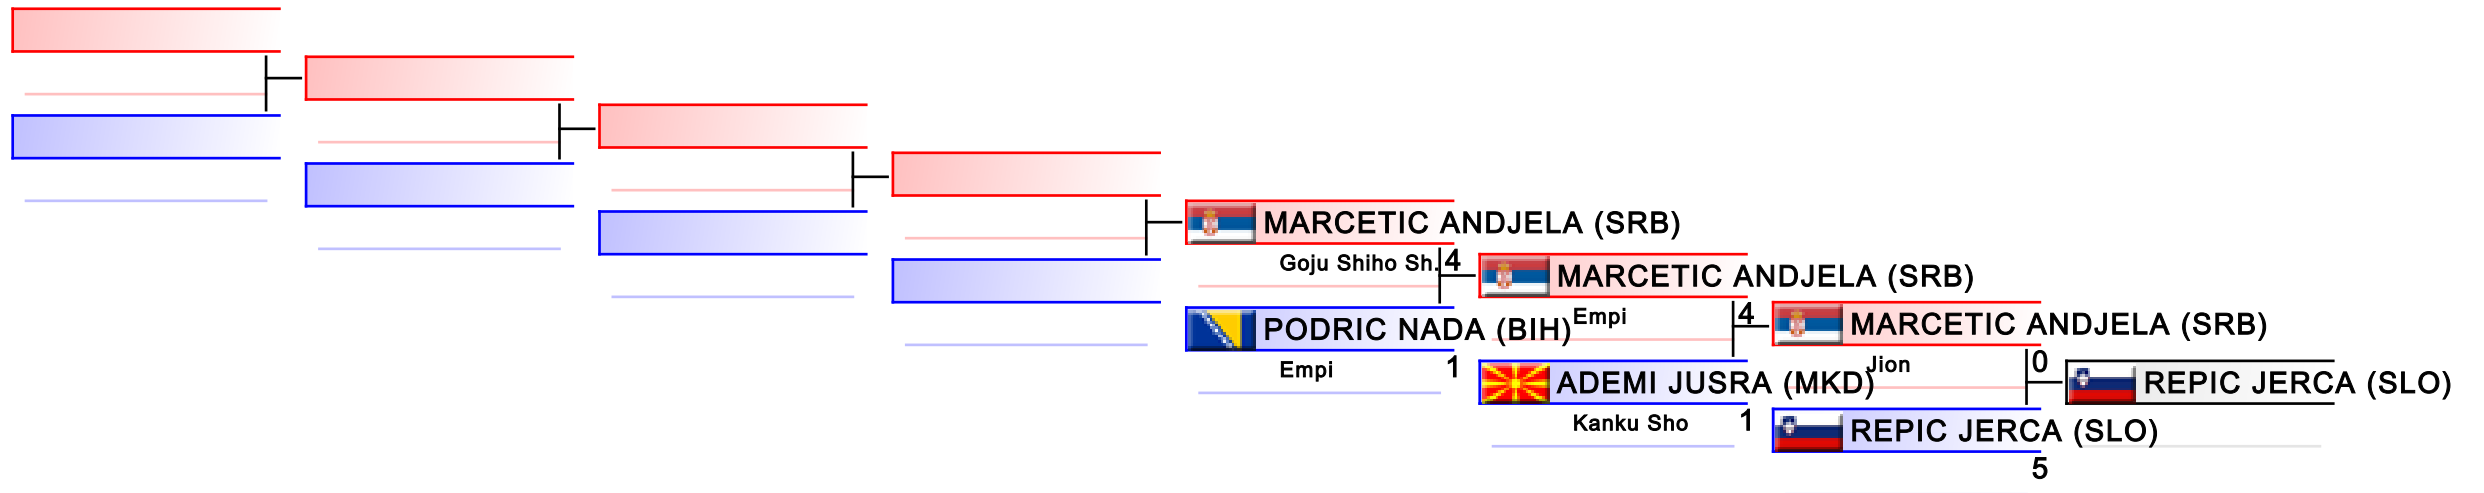 MARCETIC ANDJELA (SRB)
Goju Shiho Sh. 4
PODRIC NADA (BIH)
Empi 1
MARCETIC ANDJELA (SRB)
Empi 4
ADEMI JUSRA (MKD)
Kanku Sho 1
MARCETIC ANDJELA (SRB)
Jion 0
REPIC JERCA (SLO)
5
REPIC JERCA (SLO)